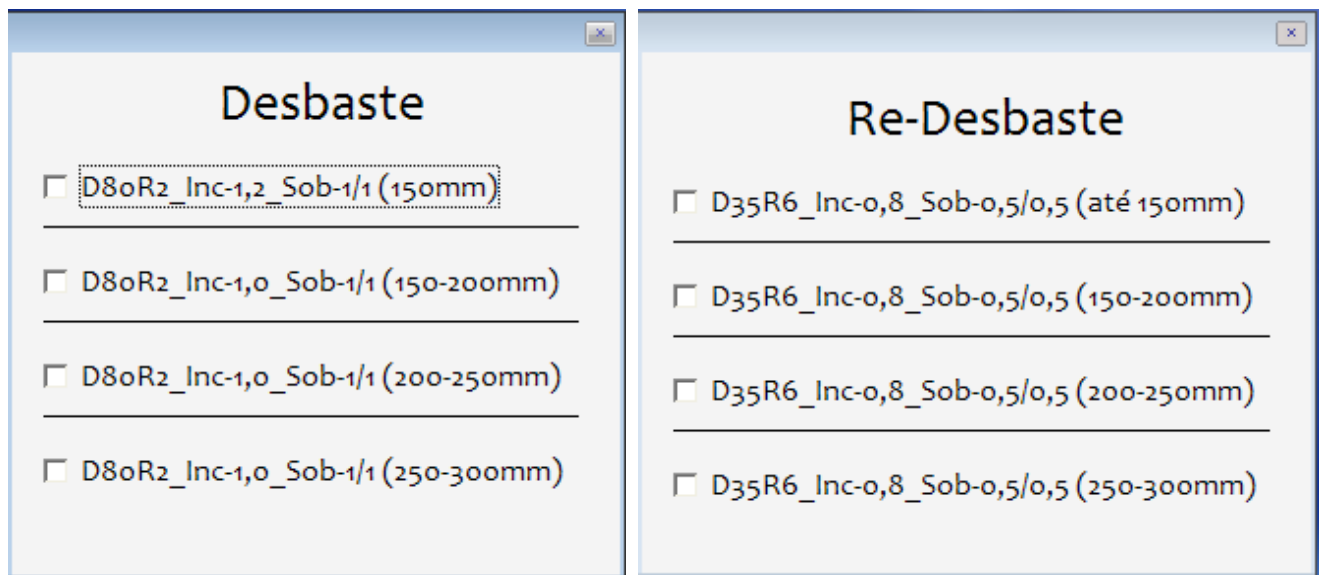 Desbaste
D80R2_Inc-1,2_Sob-1/1 (150mm)
D80R2_Inc-1,0_Sob-1/1 (150-200mm)
D80R2_Inc-1,0_Sob-1/1 (200-250mm)
D80R2_Inc-1,0_Sob-1/1 (250-300mm)
Re-Desbaste
D35R6_Inc-0,8_Sob-0,5/0,5 (até 150mm)
D35R6_Inc-0,8_Sob-0,5/0,5 (150-200mm)
D35R6_Inc-0,8_Sob-0,5/0,5 (200-250mm)
D35R6_Inc-0,8_Sob-0,5/0,5 (250-300mm)